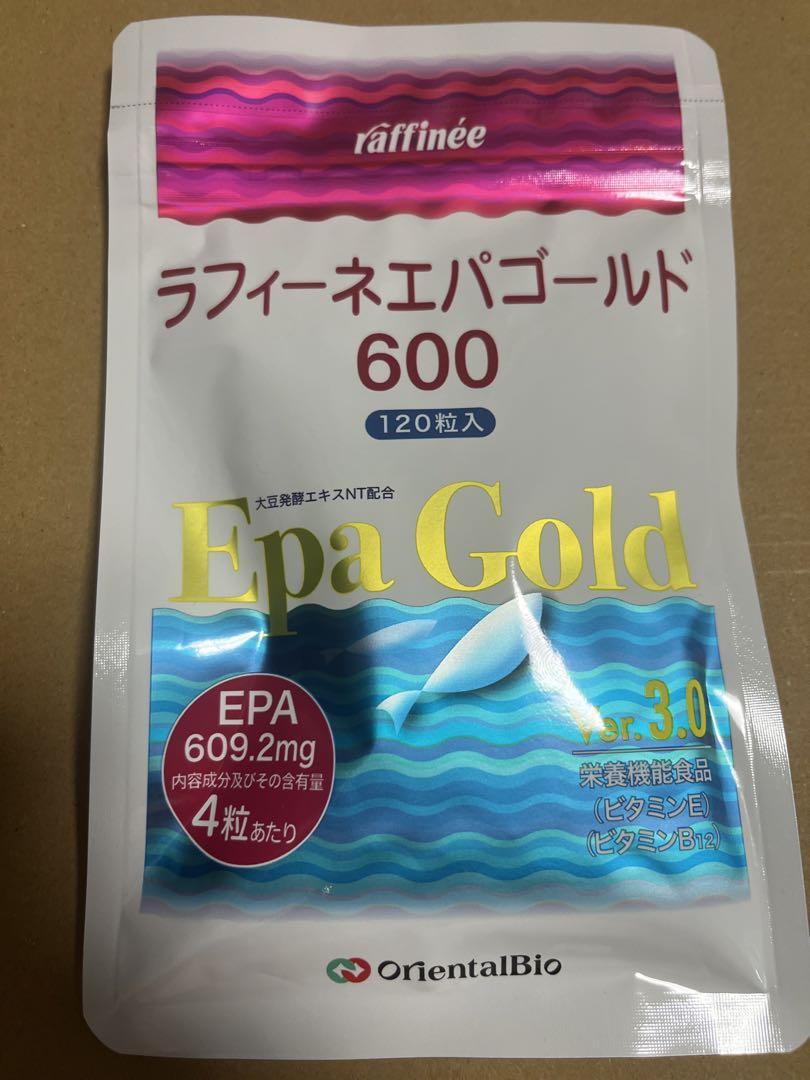 raffinée
ラフィーネエパゴールド
600
120粒入
大豆発酵エキスNT配合
Epa Gold
EPA
609.2mg
内容成分及びその含有量
4粒あたり
Ver. 3.0
栄養機能食品
(ビタミンE)
(ビタミンB12)
OrientalBio